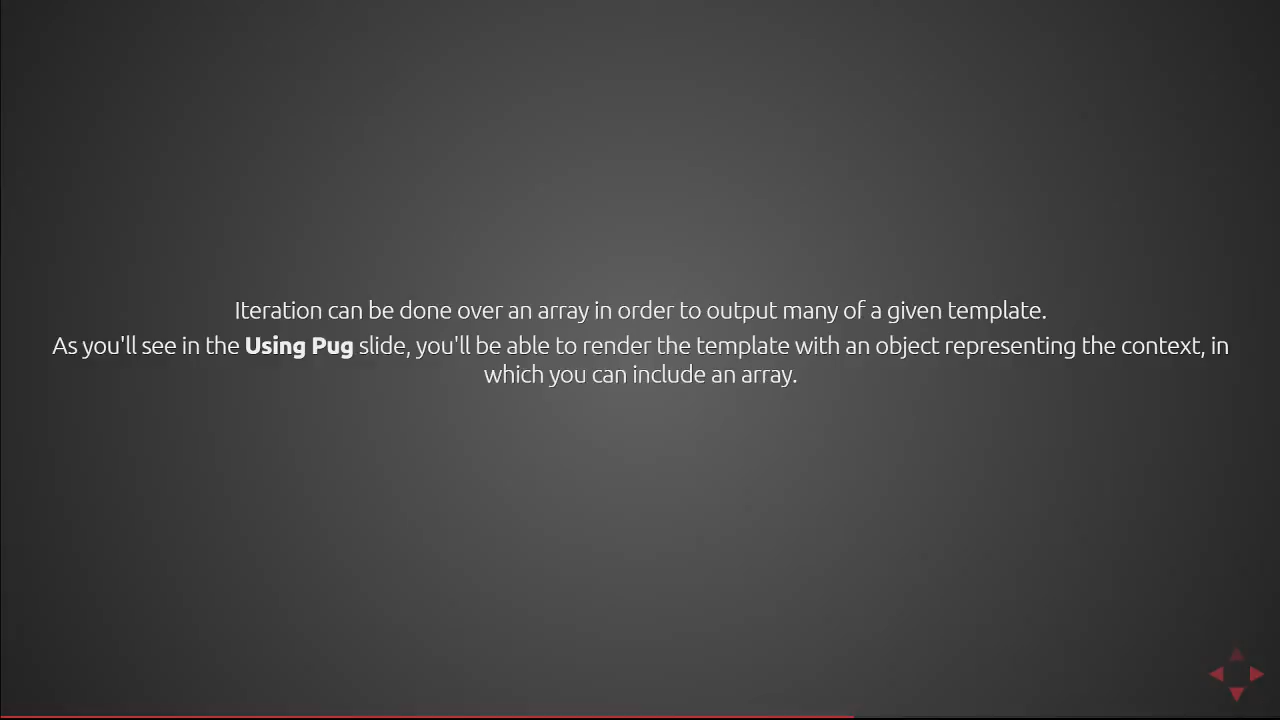 Iteration can be done over an array in order to output many of a given template.
As you'll see in the Using Pug slide, you'll be able to render the template with an object representing the context, in
which you can include an array.